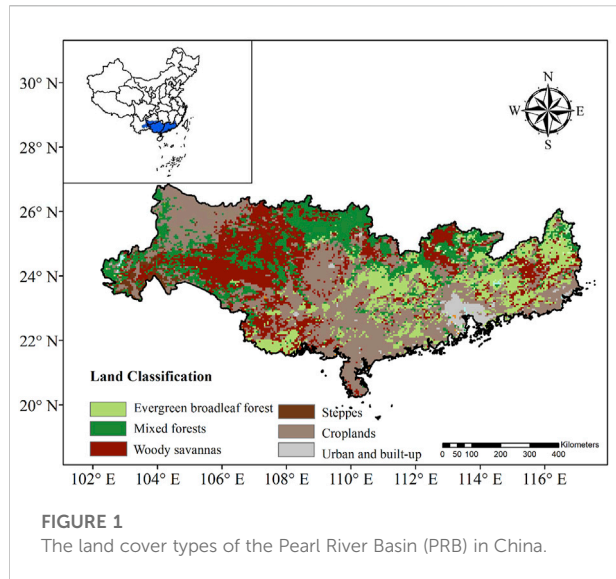 30° N
28° N
26° N
24° N
22° N
20° N
N
W
E
S
Land Classification
Evergreen broadleaf forest
Mixed forests
Woody savannas
Steppes
Croplands
Urban and built-up
Kilometers
0 50 100 200 300 400
102° E 104° E 106° E 108° E 110° E 112° E 114° E 116° E
FIGURE 1
The land cover types of the Pearl River Basin (PRB) in China.